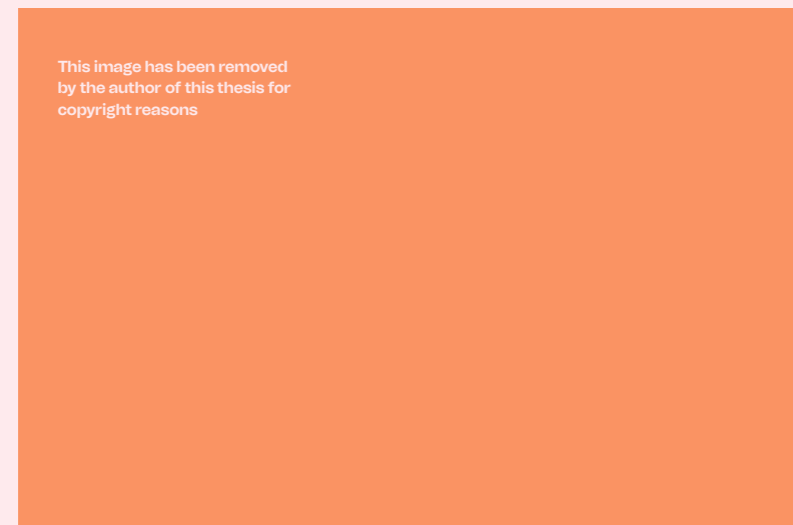 This image has been removed
by the author of this thesis for
copyright reasons